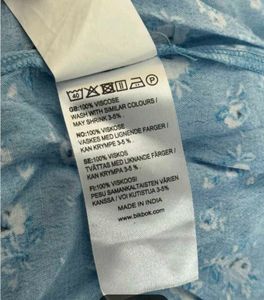 40
P
GB:100% VISCOSE
WASH WITH SIMILAR COLOURS /
MAY SHRINK 3-5%
NO:100% VISKOSE
VASKES MED LIGNENDE FARGER /
KAN KRYMPE 3-5 %
SE:100% VISKOS
TVÄTTAS MED LIKNANDE FÄRGER /
KAN KRYMPA 3-5 %
FI:100% VISKOOSI
PESU SAMANKALTAISTEN VÄRIEN
KANSSA / VOI KUTISTUA 3-5%
MADE IN INDIA
www.bikbok.com